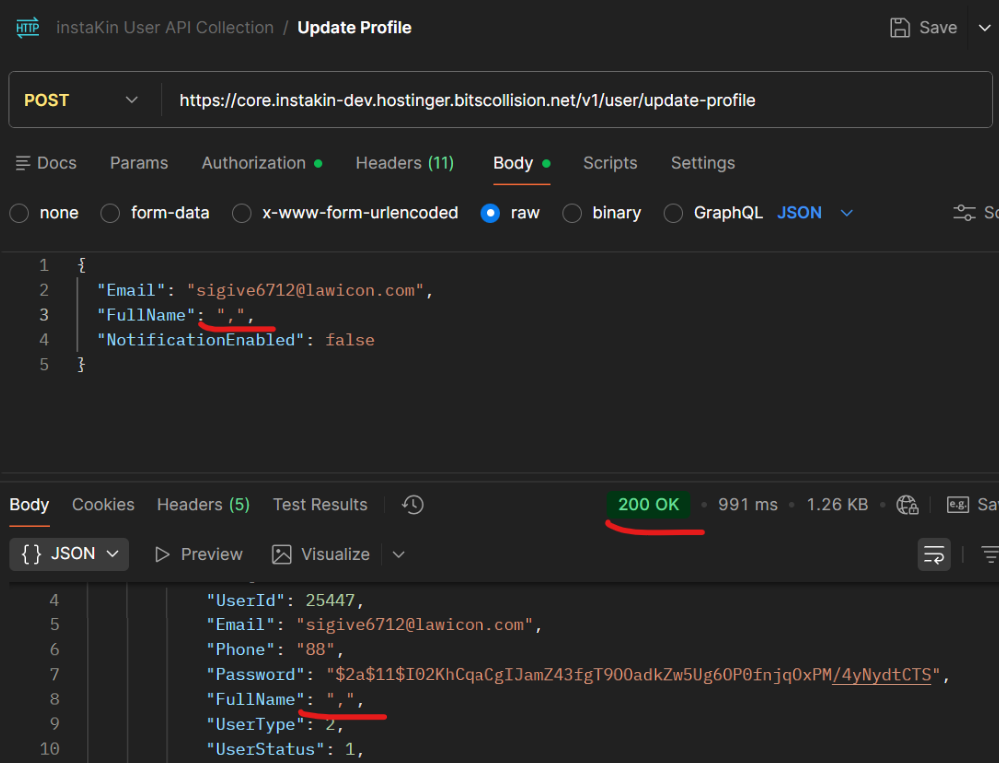 HTTP instaKin User API Collection / Update Profile Save
POST https://core.instakin-dev.hostinger.bitscollision.net/v1/user/update-profile
Docs Params Authorization Headers (11) Body Scripts Settings
none form-data x-www-form-urlencoded raw binary GraphQL JSON
1 {
2 "Email": "sigive6712@lawicon.com",
3 "FullName": ",",
4 "NotificationEnabled": false
5 }
Body Cookies Headers (5) Test Results 200 OK • 991 ms • 1.26 KB • e.g. Sa
{} JSON Preview Visualize
4 "UserId": 25447,
5 "Email": "sigive6712@lawicon.com",
6 "Phone": "88",
7 "Password": "$2a$11$I02KhCqaCgIJamZ43fgT9OOadkZw5Ug6OP0fnjqOxPM/4yNydtCTS",
8 "FullName": ",",
9 "UserType": 2,
10 "UserStatus": 1,